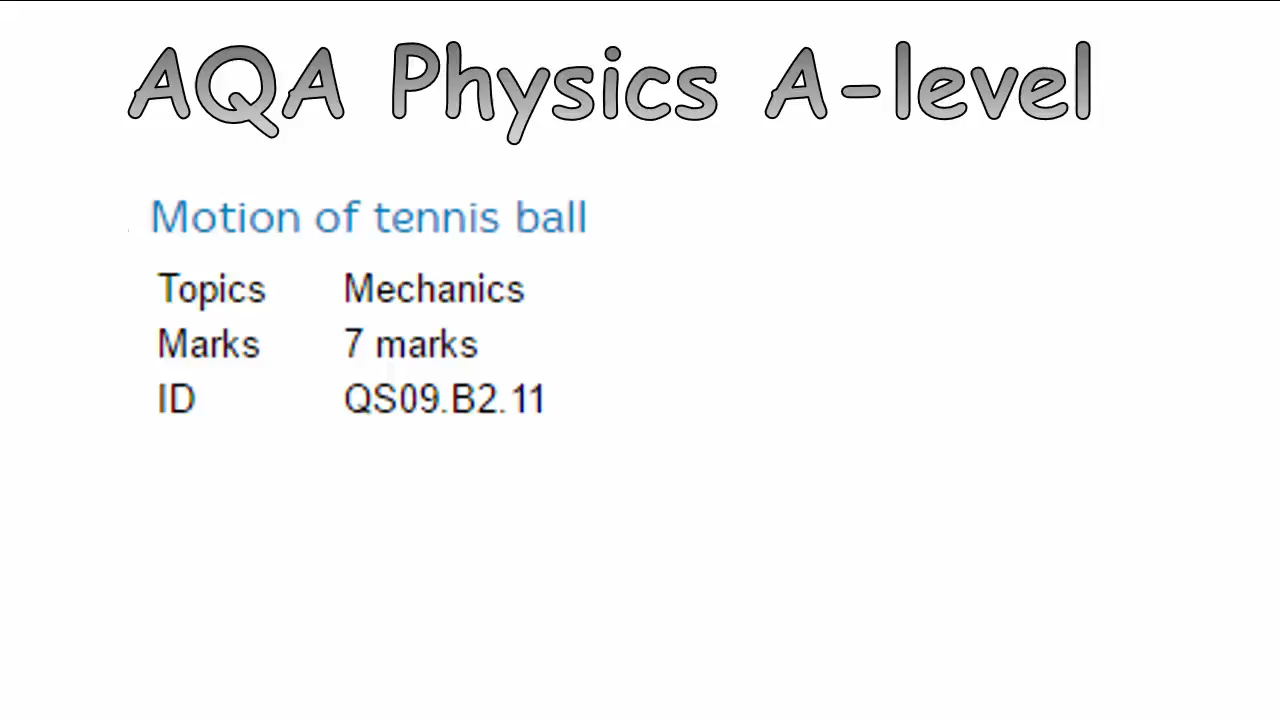 AQA Physics A-level
Motion of tennis ball
Topics Mechanics
Marks 7 marks
ID QS09.B2.11